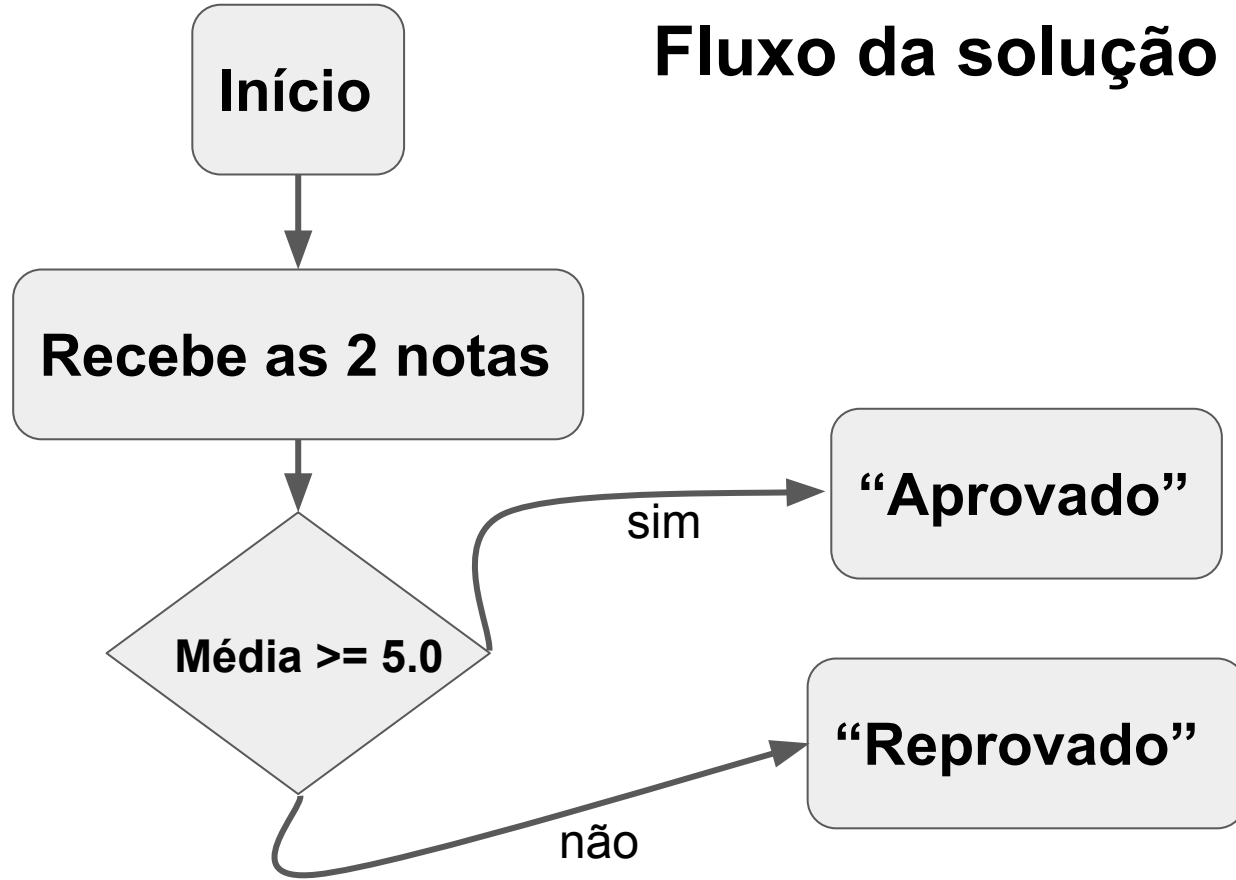 Fluxo da solução
Início
Recebe as 2 notas
Média >= 5.0
sim
“Aprovado”
não
“Reprovado”